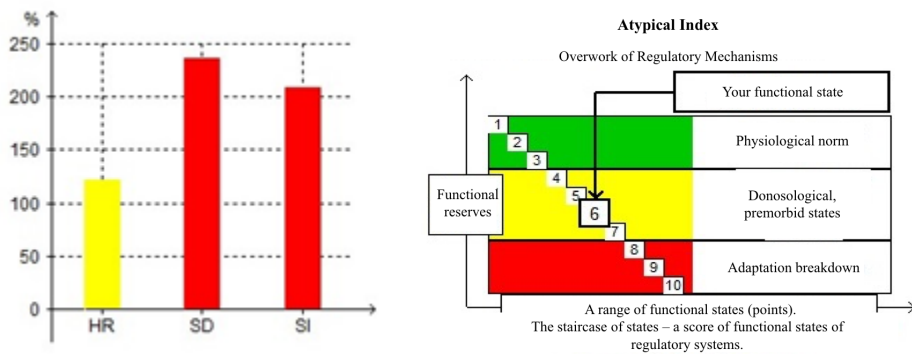 %
250
200
150
100
50
0
HR SD SI
Atypical Index
Overwork of Regulatory Mechanisms
Your functional state
1
2
3
4
5
6
7
8
9
10
Physiological norm
Functional
reserves
Donosological,
premorbid states
Adaptation breakdown
A range of functional states (points).
The staircase of states – a score of functional states of
regulatory systems.